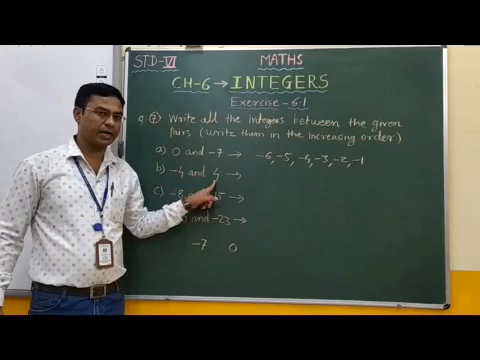 STD-VI MATHS
CH-6 → INTEGERS
Exercise-6.1
Q. 7 Write all the integers between the given
pairs (write them in the increasing order)
a) 0 and -7 → -6, -5, -4, -3, -2, -1
b) -4 and 4 →
c) -8 →
and -23 →
-7 0